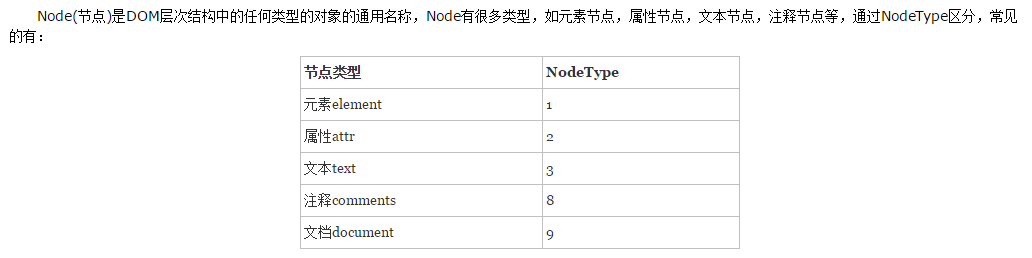 Node(节点)是DOM层次结构中的任何类型的对象的通用名称，Node有很多类型，如元素节点，属性节点，文本节点，注释节点等，通过NodeType区分，常见
的有：
节点类型 NodeType
元素element 1
属性attr 2
文本text 3
注释comments 8
文档document 9